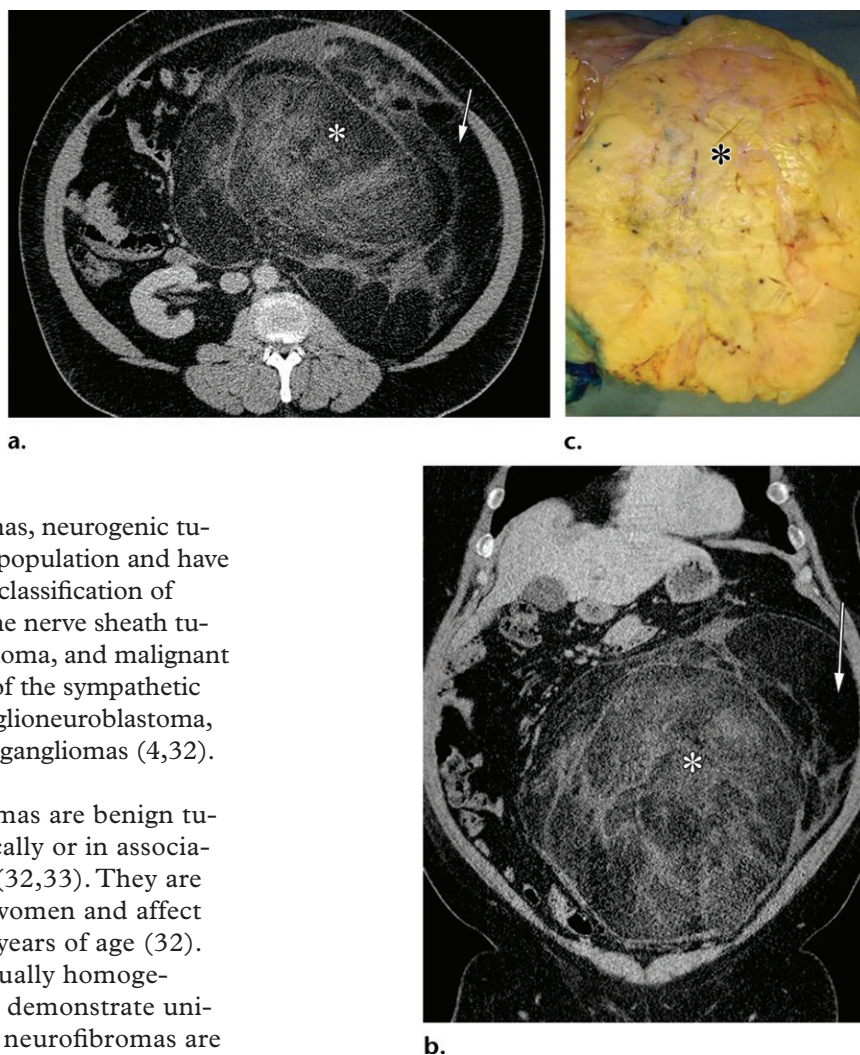 a.
c.
mas, neurogenic tu-
population and have
classification of
ne nerve sheath tu-
oma, and malignant
of the sympathetic
glioneuroblastoma,
gangliomas (4,32).
mas are benign tu-
cally or in associa-
(32,33). They are
women and affect
years of age (32).
ually homoge-
demonstrate uni-
neurofibromas are
b.